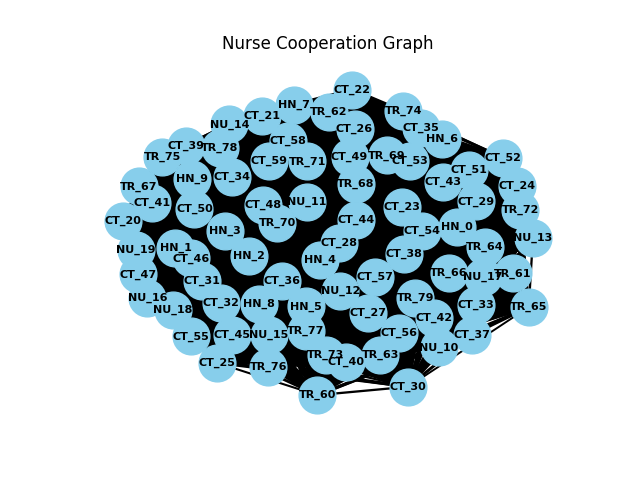 Nurse Cooperation Graph
CT_22
HN_7
TR_62
TR_74
CT_21
NU_14
CT_26
CT_35
HN_6
CT_58
CT_39
TR_78
TR_75
CT_59
TR_71
CT_49
TR_69
CT_53
CT_52
CT_51
HN_9
CT_34
TR_68
CT_43
CT_24
TR_67
CT_41
CT_50
CT_48
NU_11
CT_29
CT_23
TR_72
CT_20
TR_70
CT_44
HN_3
CT_54
HN_0
NU_13
CT_28
NU_19
HN_1
CT_46
HN_2
HN_4
CT_38
TR_64
CT_47
CT_31
CT_36
CT_57
TR_66
NU_17
TR_61
NU_16
NU_18
CT_32
HN_8
HN_5
NU_12
TR_79
CT_33
TR_65
CT_27
CT_42
CT_55
CT_45
NU_15
TR_77
CT_56
CT_37
NU_10
CT_25
TR_76
TR_73
CT_40
TR_63
TR_60
CT_30